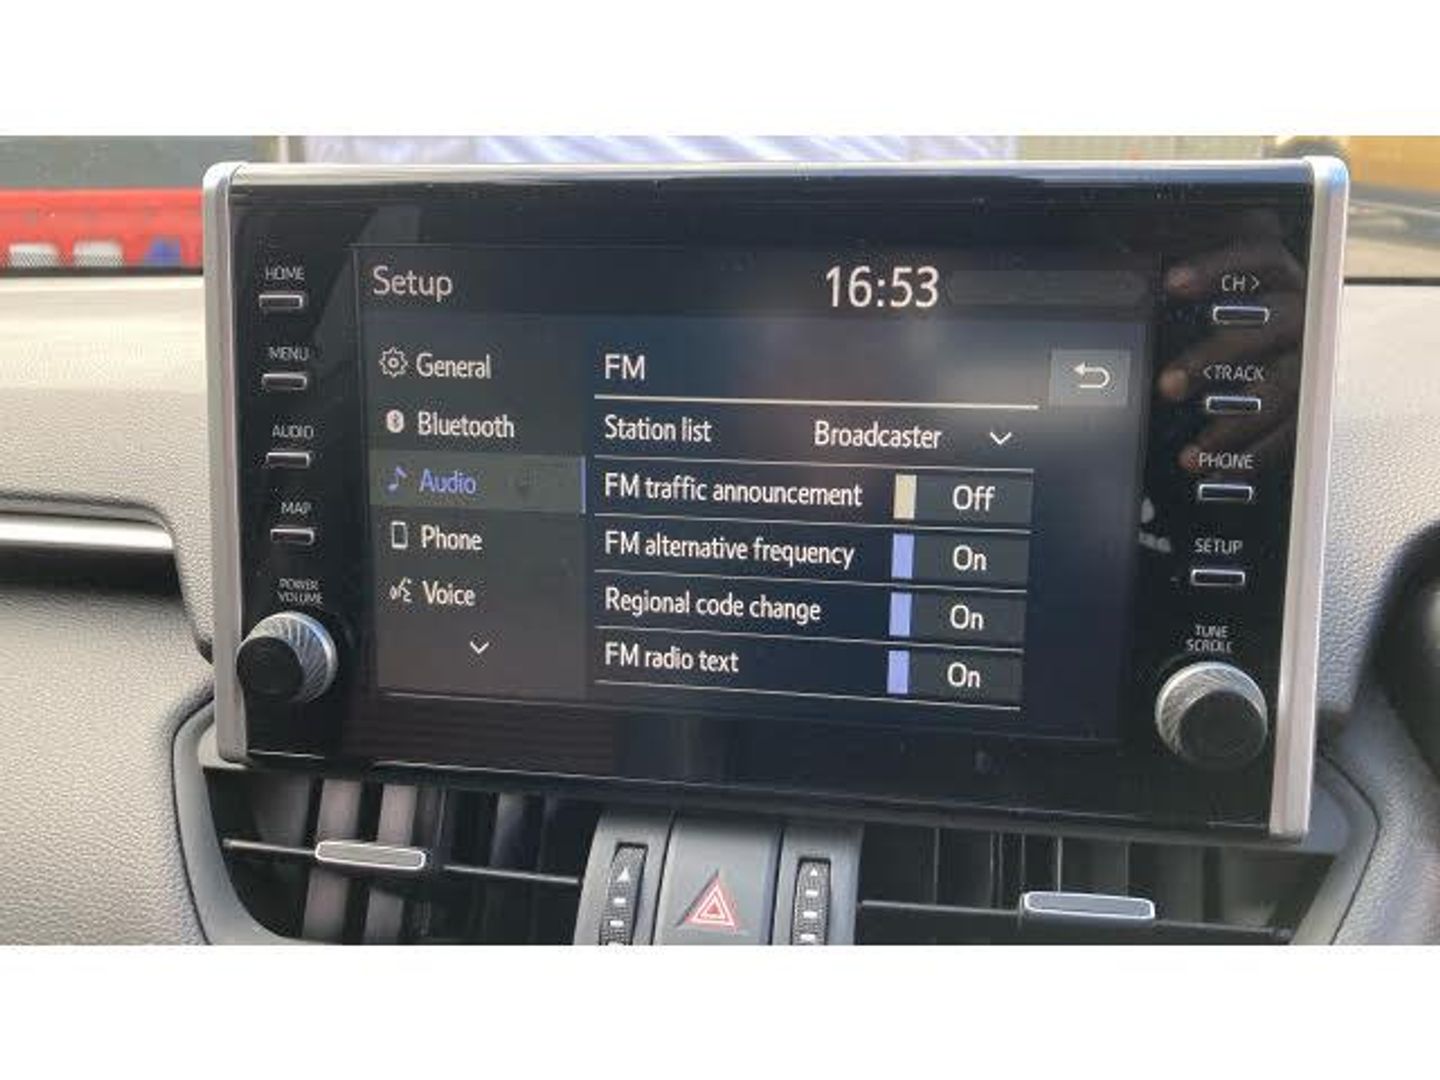 HOME
MENU
AUDIO
MAP
POWER
VOLUME
Setup
16:53
General
Bluetooth
Audio
Phone
Voice
FM
Station list Broadcaster
FM traffic announcement Off
FM alternative frequency On
Regional code change On
FM radio text On
CH >
< TRACK
PHONE
SETUP
TUNE
SCROLL